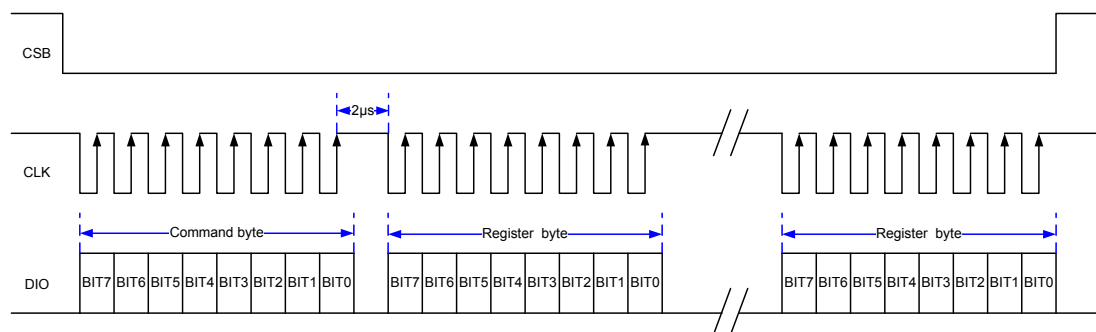 CSB
2μs
CLK
Command byte Register byte Register byte
DIO BIT7 BIT6 BIT5 BIT4 BIT3 BIT2 BIT1 BIT0 BIT7 BIT6 BIT5 BIT4 BIT3 BIT2 BIT1 BIT0 BIT7 BIT6 BIT5 BIT4 BIT3 BIT2 BIT1 BIT0